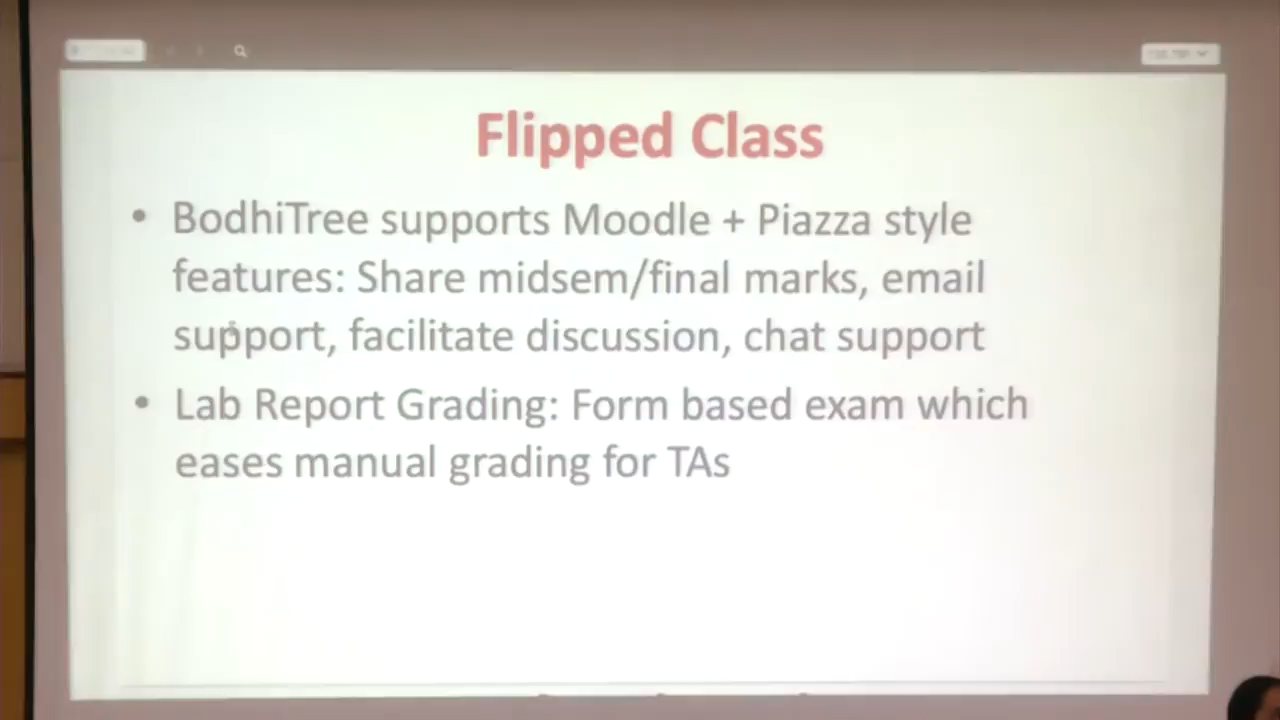 Flipped Class
• BodhiTree supports Moodle + Piazza style
features: Share midsem/final marks, email
support, facilitate discussion, chat support
• Lab Report Grading: Form based exam which
eases manual grading for TAs